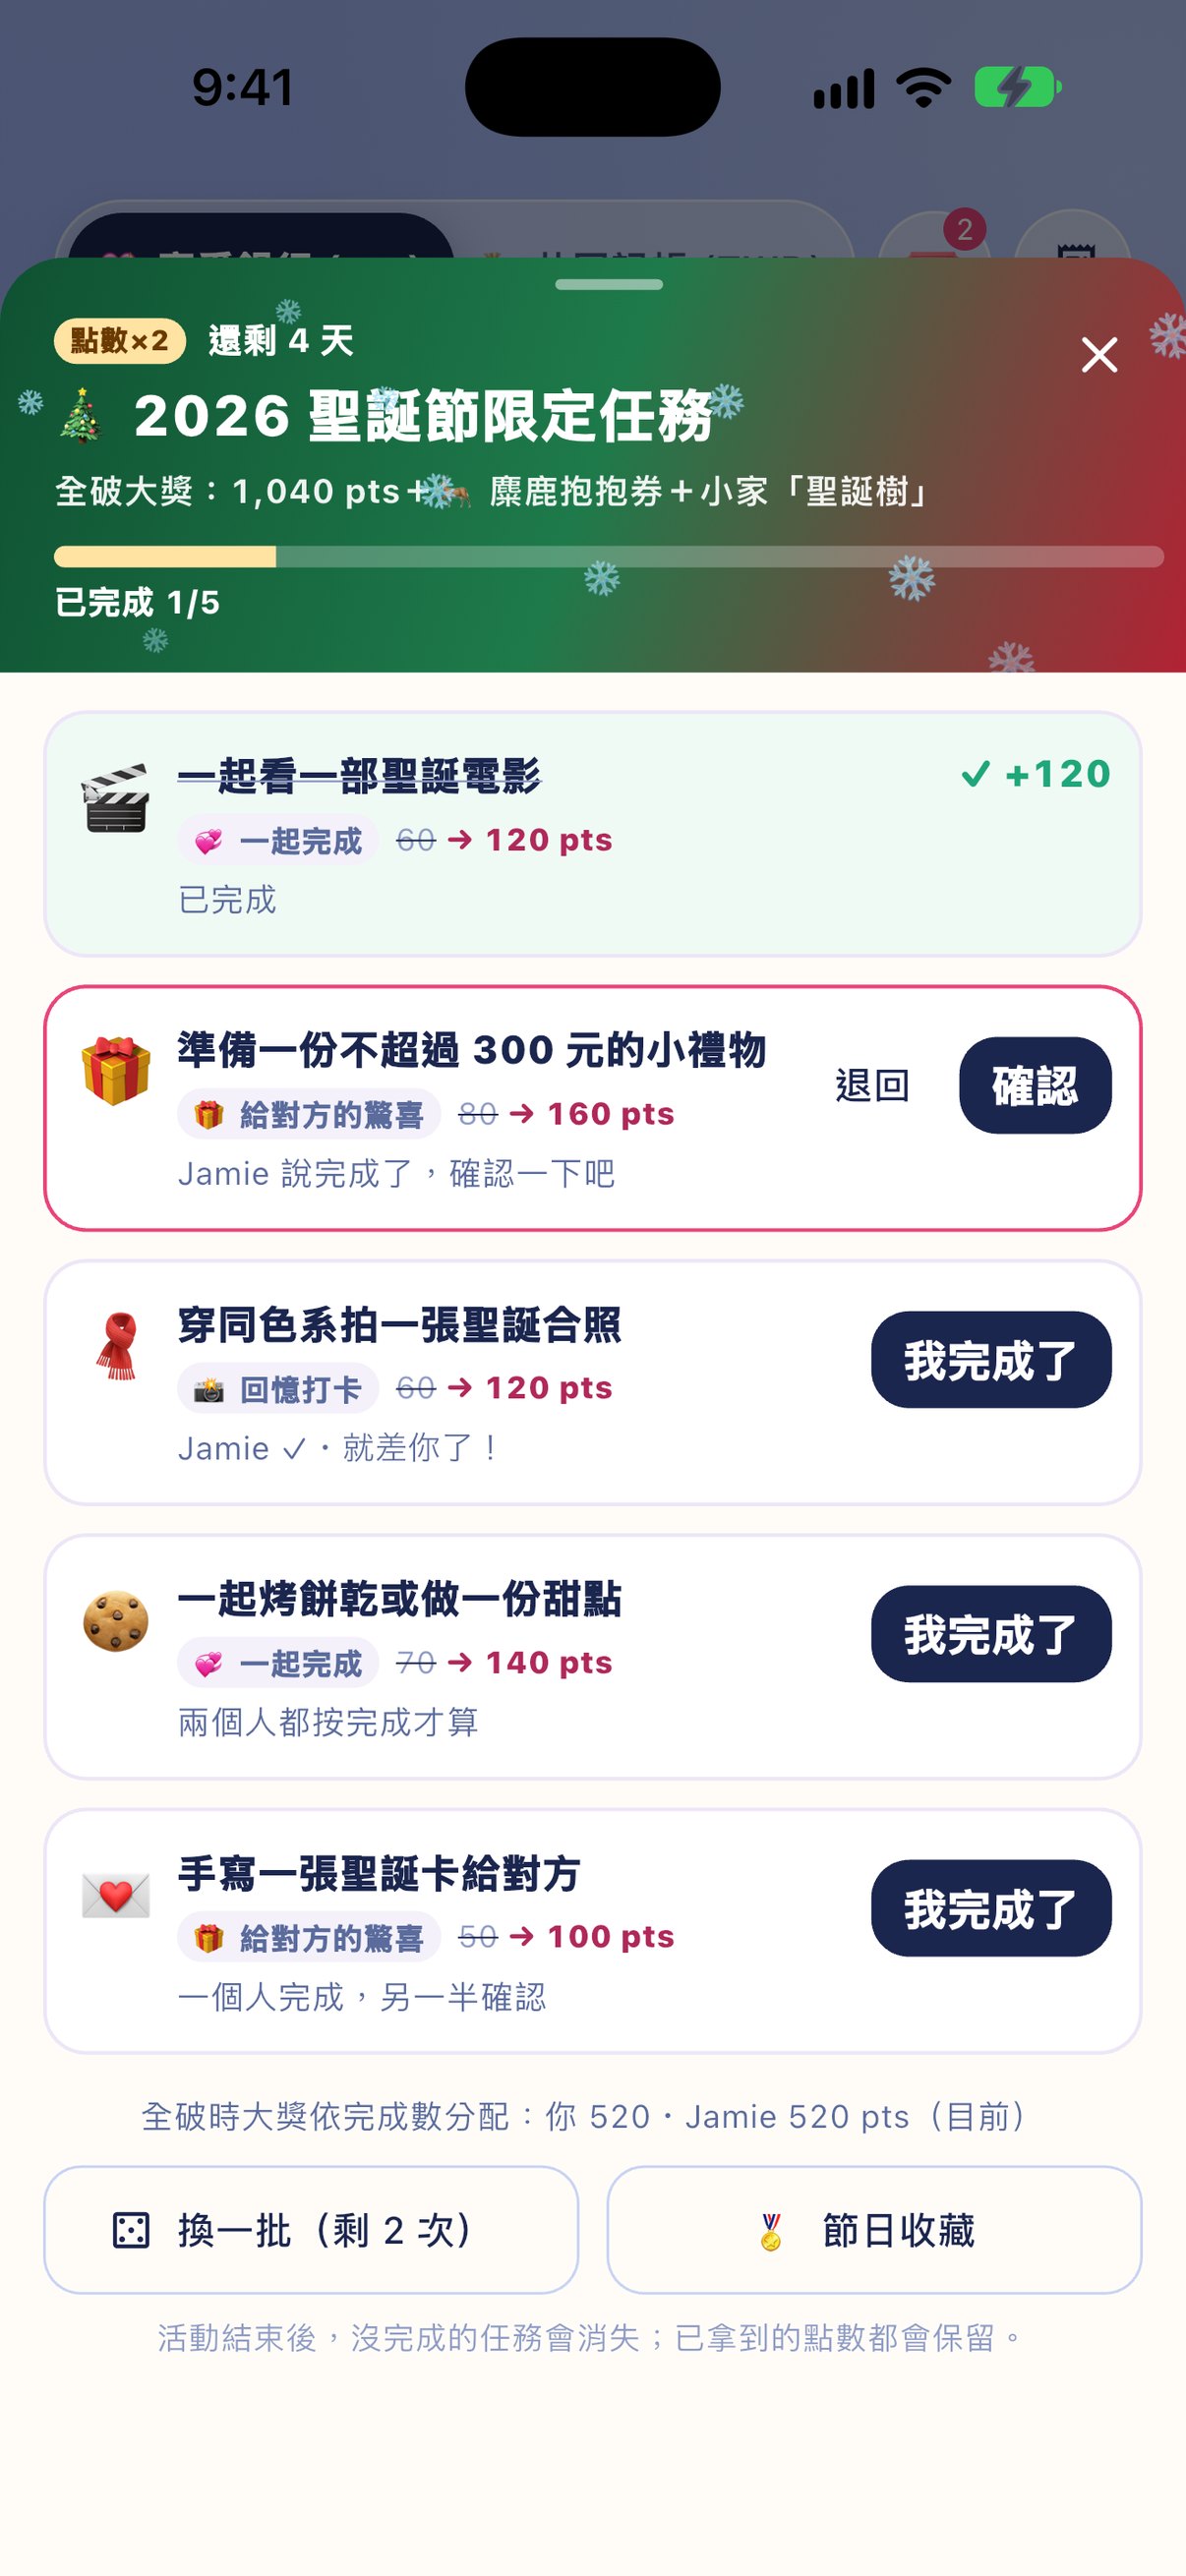 9:41
2
點數×2 還剩 4 天
2026 聖誕節限定任務
全破大獎：1,040 pts+ 麋鹿抱抱券＋小家「聖誕樹」
已完成 1/5
一起看一部聖誕電影
✓ +120
一起完成 60 → 120 pts
已完成
準備一份不超過 300 元的小禮物
退回 確認
給對方的驚喜 80 → 160 pts
Jamie 說完成了，確認一下吧
穿同色系拍一張聖誕合照
我完成了
回憶打卡 60 → 120 pts
Jamie ✓・就差你了！
一起烤餅乾或做一份甜點
我完成了
一起完成 70 → 140 pts
兩個人都按完成才算
手寫一張聖誕卡給對方
我完成了
給對方的驚喜 50 → 100 pts
一個人完成，另一半確認
全破時大獎依完成數分配：你 520・Jamie 520 pts（目前）
換一批（剩 2 次） 節日收藏
活動結束後，沒完成的任務會消失；已拿到的點數都會保留。